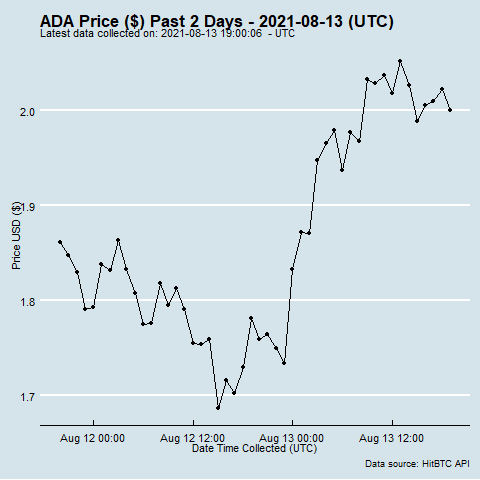 ADA Price ($) Past 2 Days - 2021-08-13 (UTC)
Latest data collected on: 2021-08-13 19:00:06  - UTC
Price USD ($)
2.0
1.9
1.8
1.7
Aug 12 00:00 Aug 12 12:00 Aug 13 00:00 Aug 13 12:00
Date Time Collected (UTC)
Data source: HitBTC API